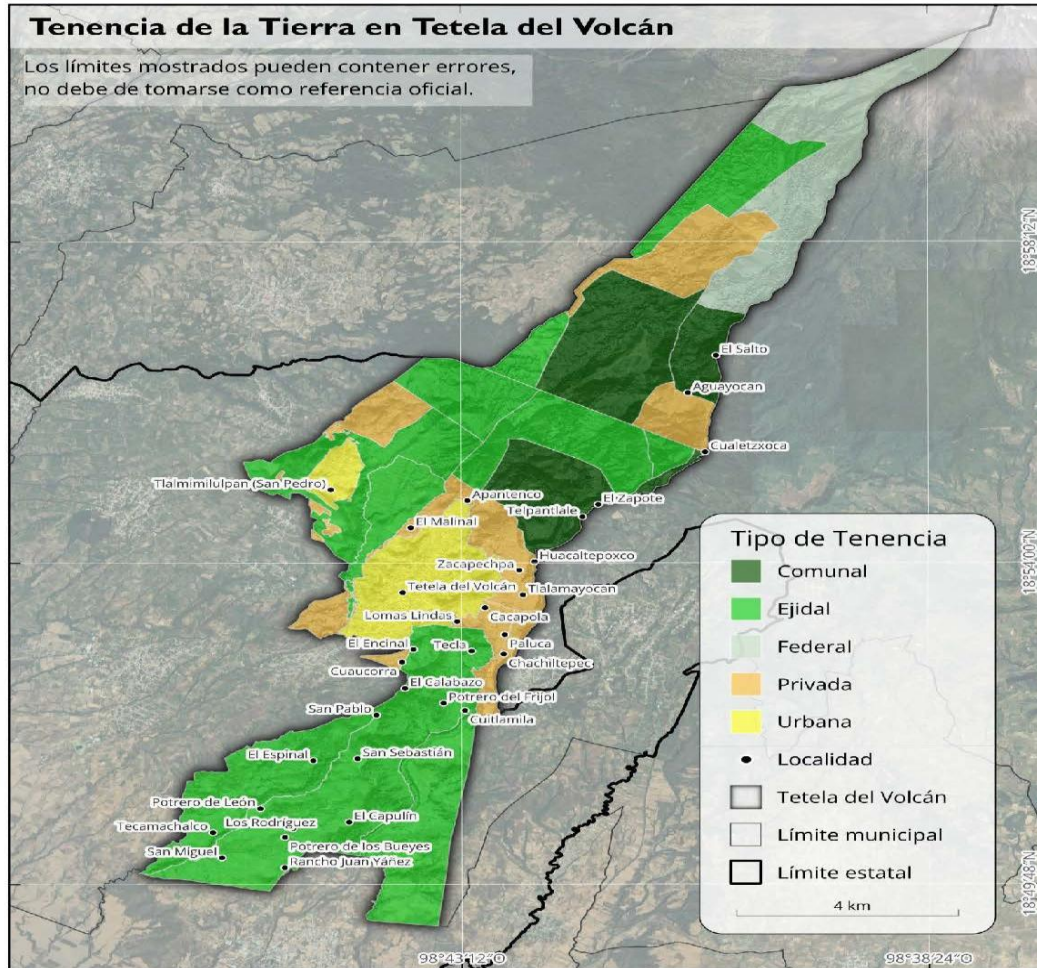 Tenencia de la Tierra en Tetela del Volcán
Los límites mostrados pueden contener errores,
no debe de tomarse como referencia oficial.
18°58'12"N
El Salto
Aguayocan
Cualetzxoca
Tlalmimilulpan (San Pedro)
Apantenco
El Zapote
Telpantlale
El Malinal
Huacaltepoxco
Zacapechpa
18°54'00"N
Tetela del Volcán
Tlalamayocan
Lomas Lindas
Cacapola
El Encinal
Tecla
Paluca
Cuaucorra
Chachiltepec
El Calabazo
Potrero del Frijol
San Pablo
Cuitlamila
El Espinal
San Sebastián
Potrero de León
Tecamachalco
Los Rodríguez
El Capulín
San Miguel
Potrero de los Bueyes
Rancho Juan Yáñez
18°49'48"N
98°43'12"O
98°38'24"O
Tipo de Tenencia
Comunal
Ejidal
Federal
Privada
Urbana
Localidad
Tetela del Volcán
Límite municipal
Límite estatal
4 km